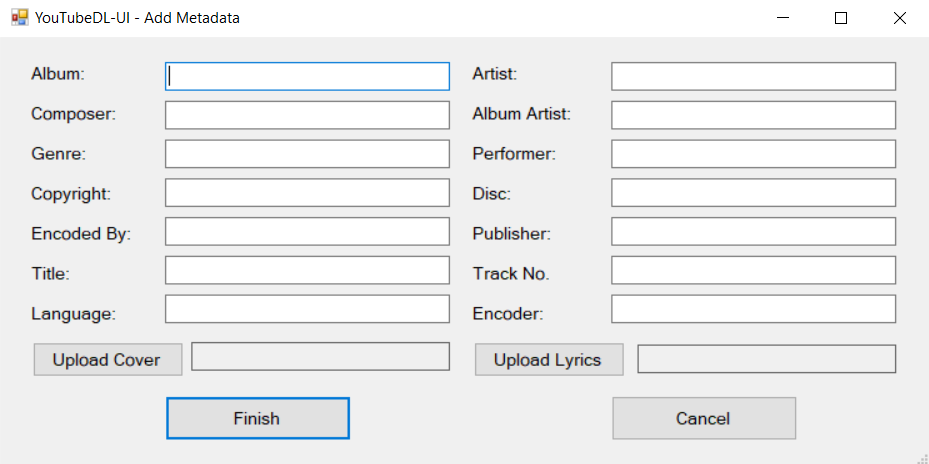 YouTubeDL-UI - Add Metadata
Album: Artist:
Composer: Album Artist:
Genre: Performer:
Copyright: Disc:
Encoded By: Publisher:
Title: Track No.
Language: Encoder:
Upload Cover Upload Lyrics
Finish Cancel